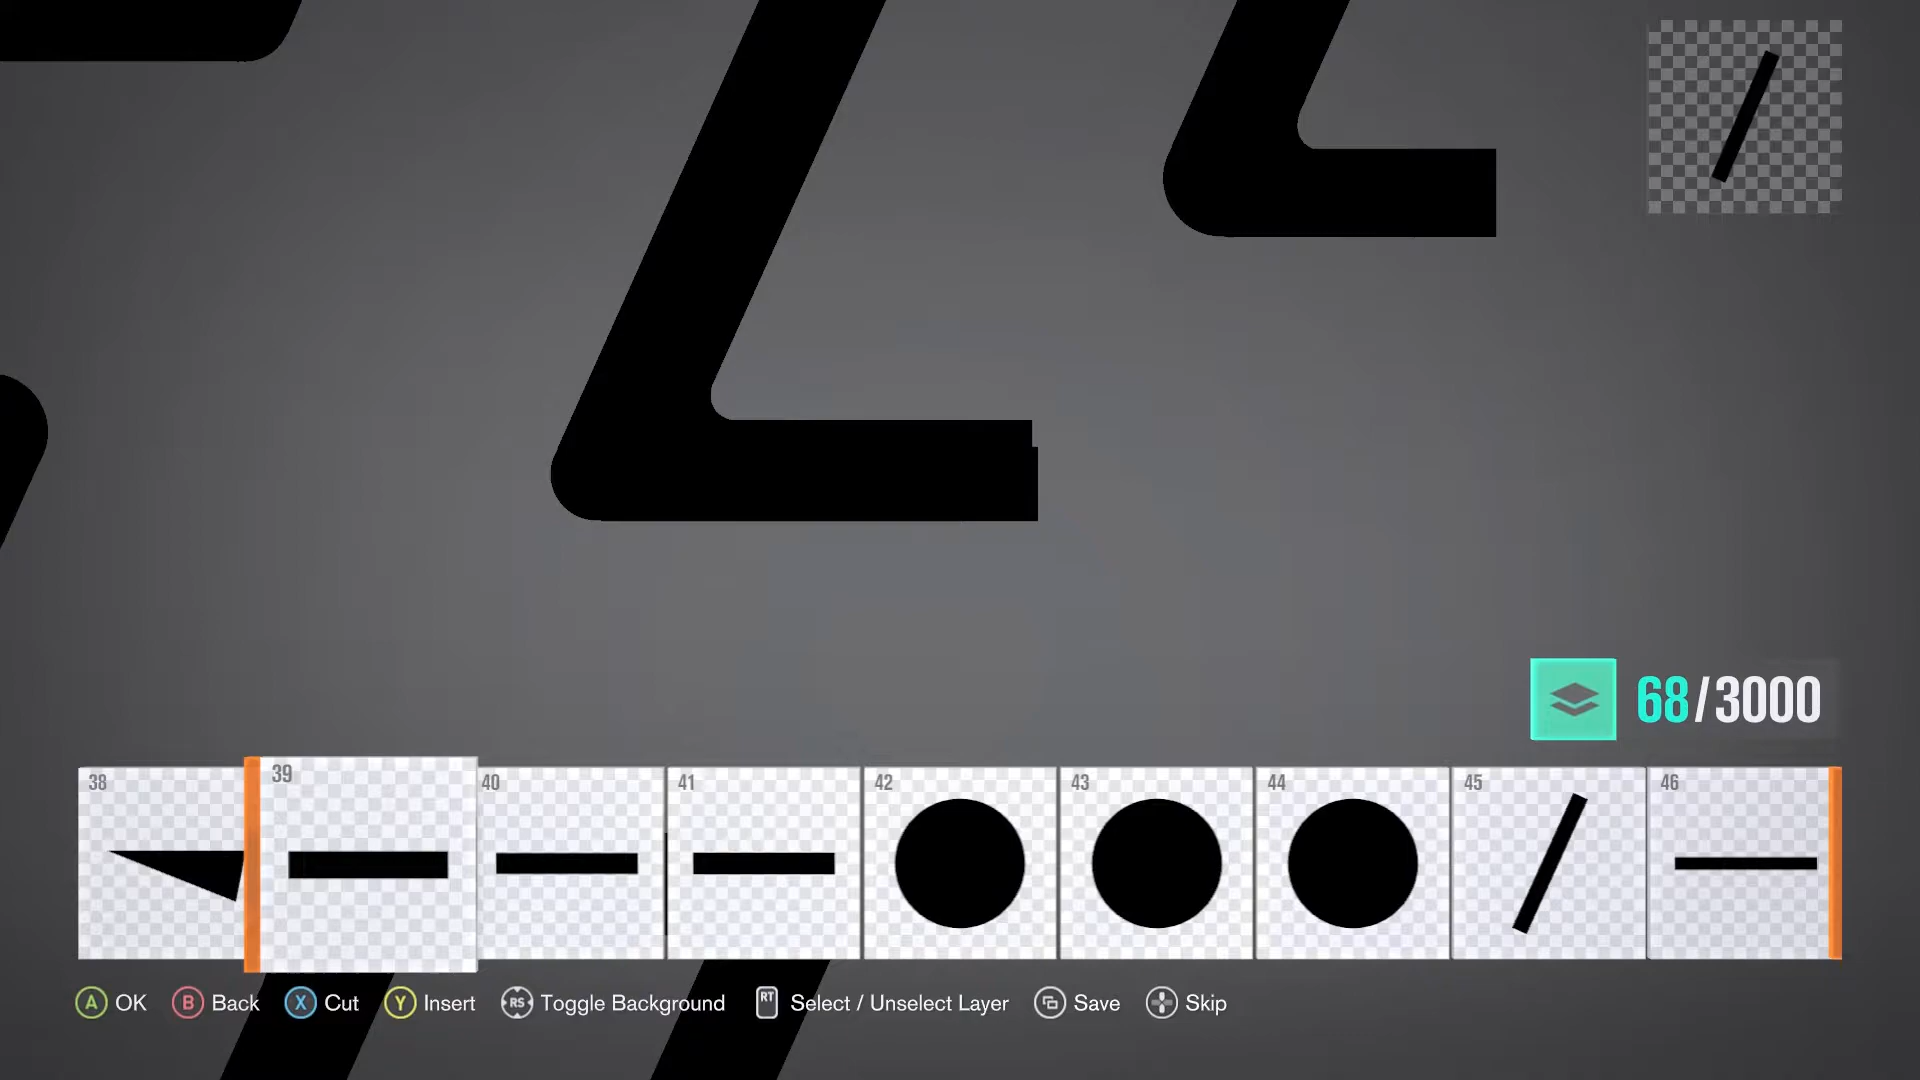 68/3000
38 39 40 41 42 43 44 45 46
A OK B Back X Cut Y Insert RS Toggle Background RT Select / Unselect Layer Save Skip